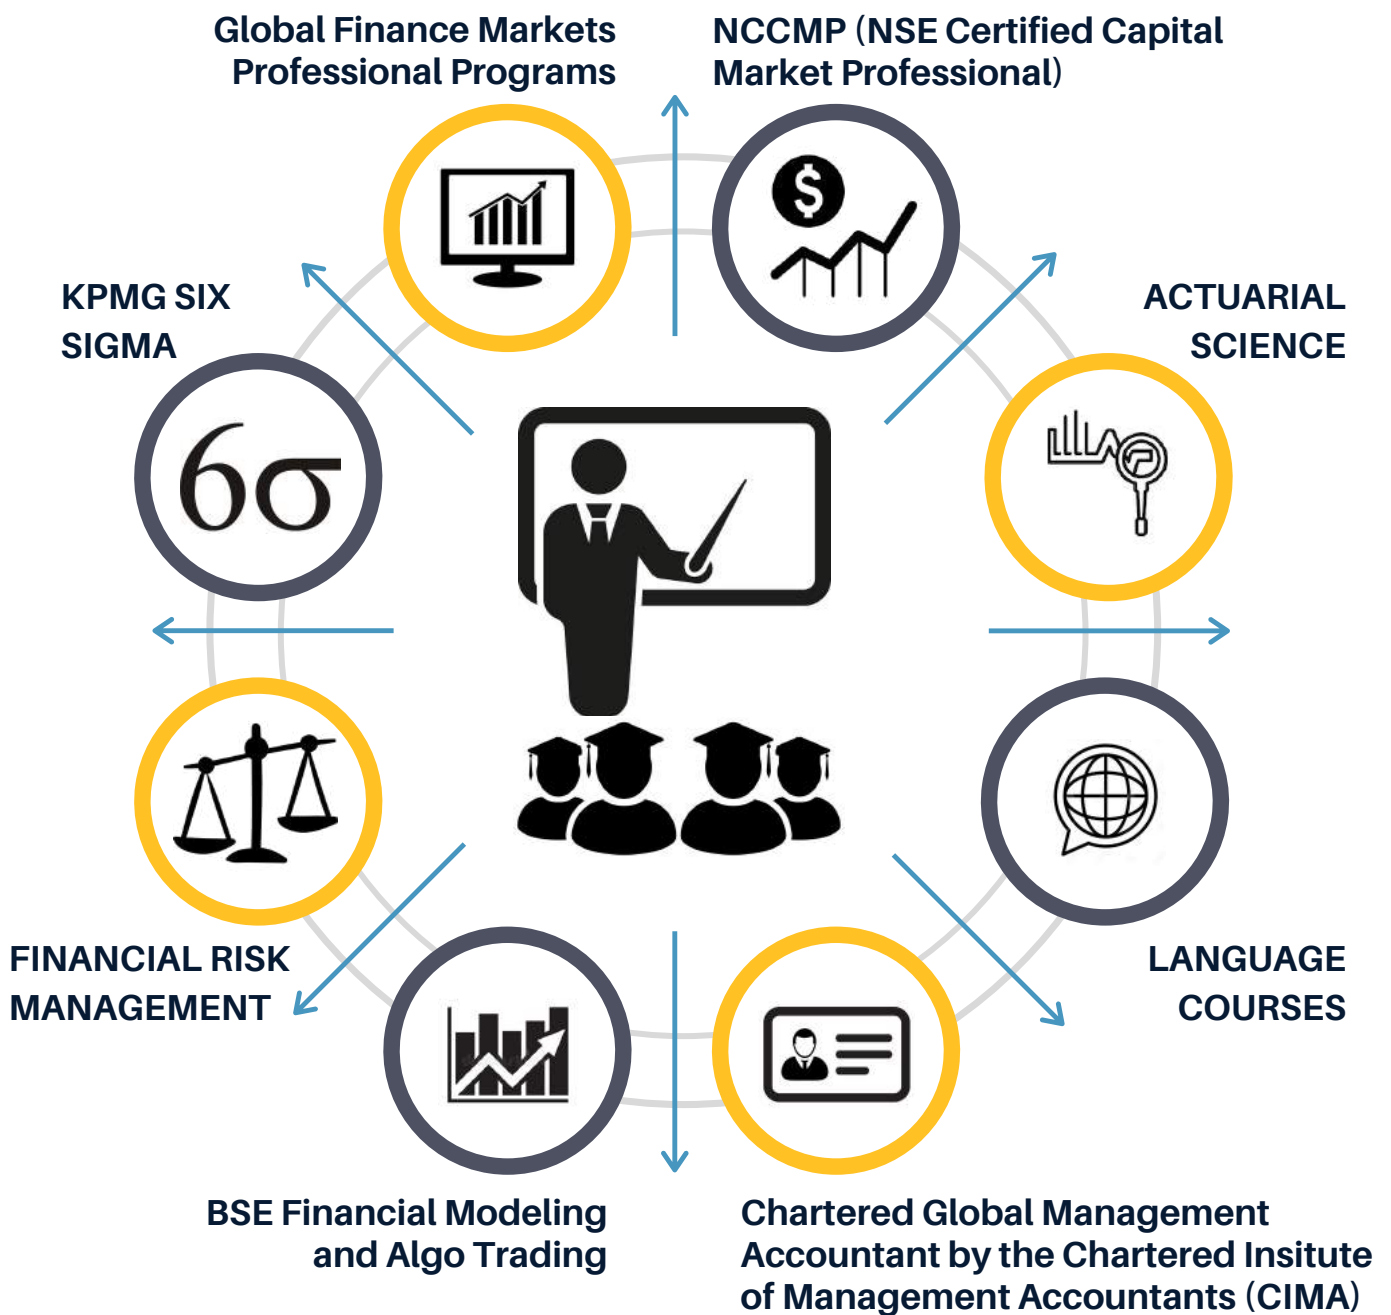 Global Finance Markets
Professional Programs
NCCMP (NSE Certified Capital
Market Professional)
KPMG SIX
SIGMA
ACTUARIAL
SCIENCE
$
6σ
FINANCIAL RISK
MANAGEMENT
LANGUAGE
COURSES
BSE Financial Modeling
and Algo Trading
Chartered Global Management
Accountant by the Chartered Insitute
of Management Accountants (CIMA)